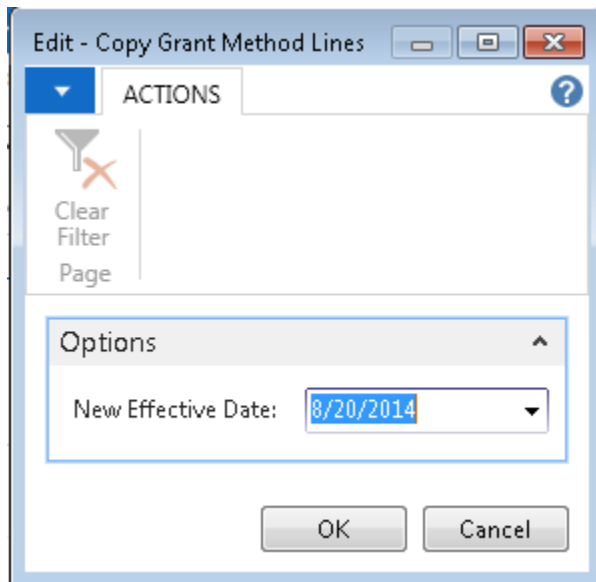 Edit - Copy Grant Method Lines
ACTIONS
?
Clear
Filter
Page
Options
New Effective Date: 8/20/2014
OK Cancel